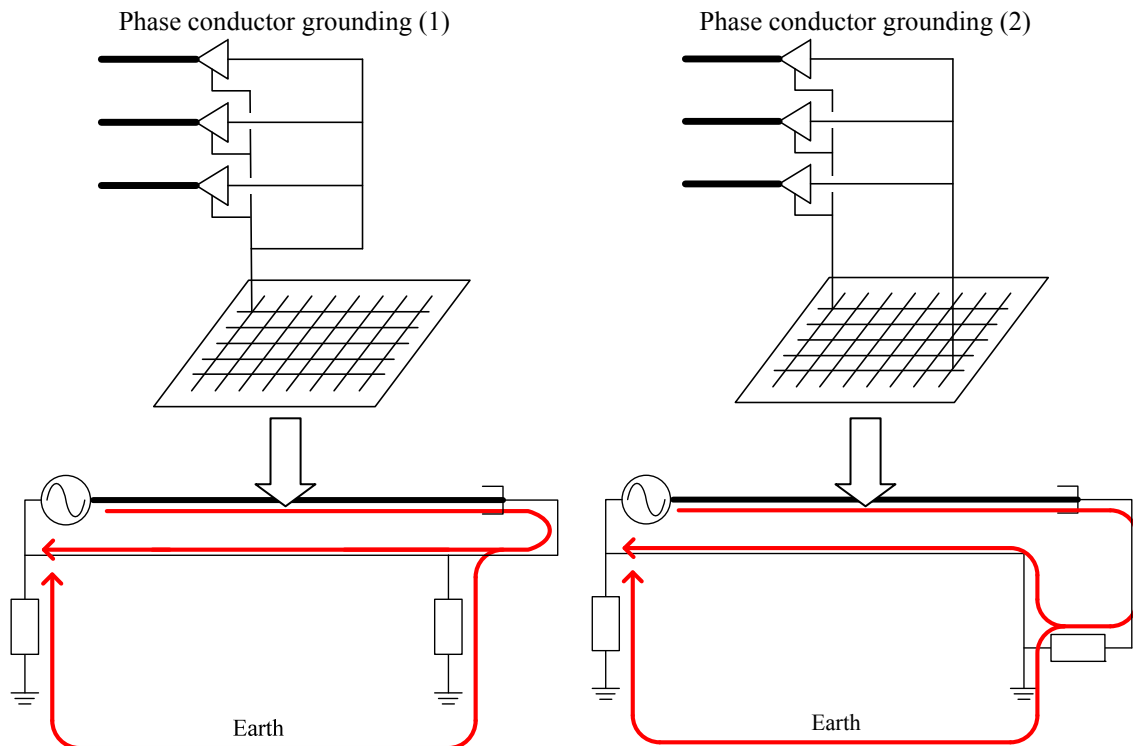 Phase conductor grounding (1)
Phase conductor grounding (2)
Earth
Earth